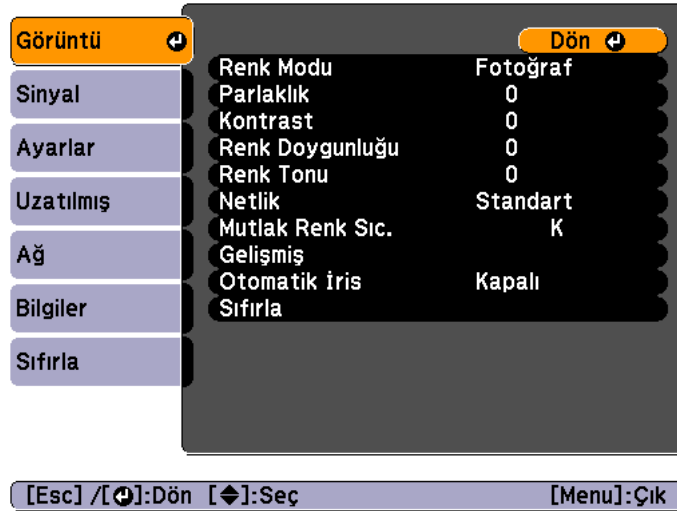 Görüntü
Sinyal
Ayarlar
Uzatılmış
Ağ
Bilgiler
Sıfırla
Dön
Renk Modu Fotoğraf
Parlaklık 0
Kontrast 0
Renk Doygunluğu 0
Renk Tonu 0
Netlik Standart
Mutlak Renk Sıc. K
Gelişmiş
Otomatik İris Kapalı
Sıfırla
[Esc] /[]:Dön []:Seç [Menu]:Çık